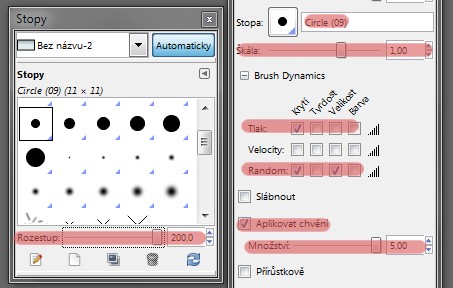 Stopy
Bez názvu-2
Automaticky
Stopy
Circle (09) (11 × 11)
Rozestup:
200,0
Stopa:
Circle (09)
Škála:
1,00
Brush Dynamics
Krytí
Tvrdost
Velikost
Barva
Tlak:
Velocity:
Random:
Slábnout
Aplikovat chvění
Množství:
5,00
Přírůstkově